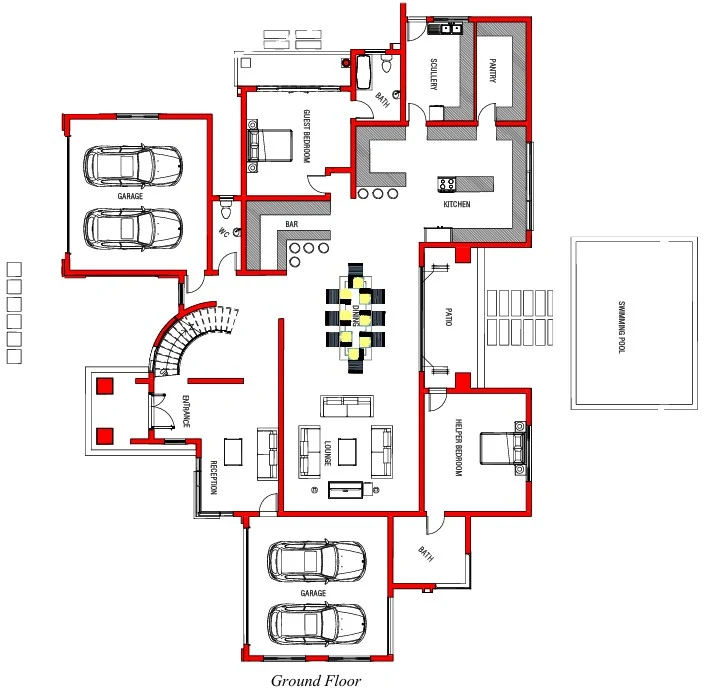 SCULLERY
PANTRY
BATH
GUEST BEDROOM
GARAGE
KITCHEN
BAR
WC
DINING
PATIO
SWIMMING POOL
ENTRANCE
HELPER BEDROOM
LOUNGE
RECEPTION
BATH
GARAGE
Ground Floor